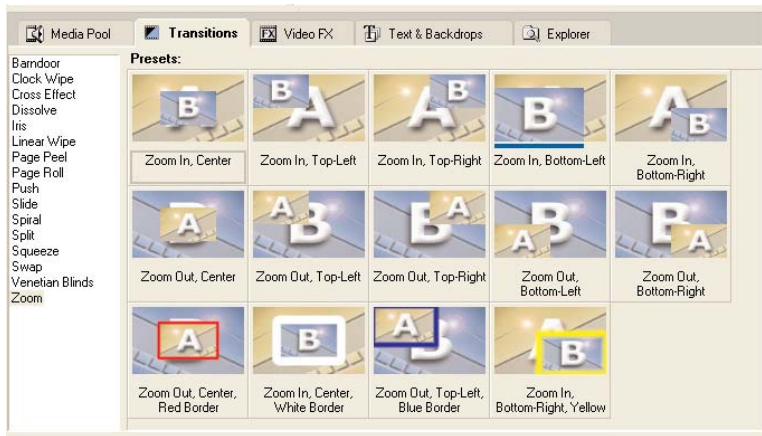 Media Pool
Transitions
FX Video FX
T Text & Backdrops
Explorer
Barndoor
Clock Wipe
Cross Effect
Dissolve
Iris
Linear Wipe
Page Peel
Page Roll
Push
Slide
Spiral
Split
Squeeze
Swap
Venetian Blinds
Zoom
Presets:
B
B A
A B
B
A B
Zoom In, Center
Zoom In, Top-Left
Zoom In, Top-Right
Zoom In, Bottom-Left
Zoom In,
Bottom-Right
A
A B
B A
B A
B A
Zoom Out, Center
Zoom Out, Top-Left
Zoom Out, Top-Right
Zoom Out,
Bottom-Left
Zoom Out,
Bottom-Right
A
B
A B
A B
Zoom Out, Center,
Red Border
Zoom In, Center,
White Border
Zoom Out, Top-Left,
Blue Border
Zoom In,
Bottom-Right, Yellow